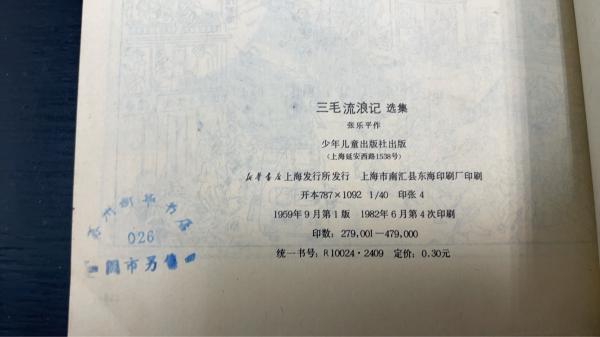 三毛流浪记 选集
张乐平作
少年儿童出版社出版
(上海延安西路1538号)
新华书店上海发行所发行 上海市南汇县东海印刷厂印刷
开本787×1092 1/40 印张 4
1959年9月第1版 1982年6月第4次印刷
印数: 279,001—479,000
统一书号: R10024·2409 定价: 0.30元
026